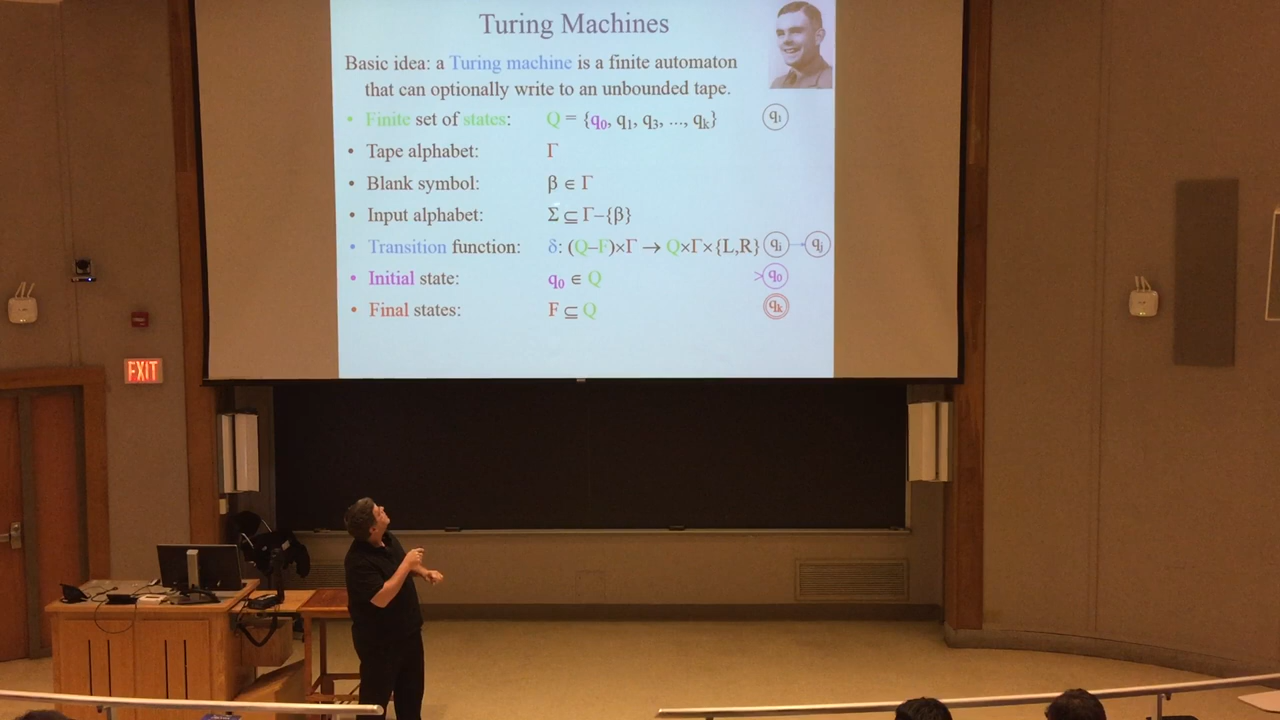 Turing Machines
Basic idea: a Turing machine is a finite automaton
that can optionally write to an unbounded tape.
• Finite set of states: Q = {q₀, q₁, q₃, ..., qₖ} qᵢ
• Tape alphabet: Γ
• Blank symbol: β ∈ Γ
• Input alphabet: Σ ⊆ Γ–{β}
• Transition function: δ: (Q–F)×Γ → Q×Γ×{L,R} qᵢ → qⱼ
• Initial state: q₀ ∈ Q >q₀
• Final states: F ⊆ Q qₖ
EXIT